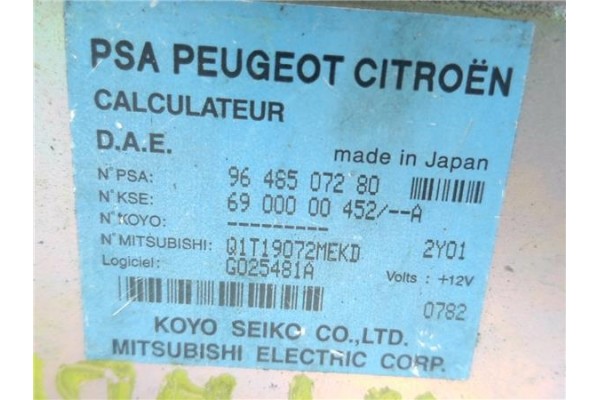 PSA PEUGEOT CITROËN
CALCULATEUR
D.A.E.
made in Japan
N° PSA: 96 485 072 80
N° KSE: 69 000 00 452/--A
N° KOYO: ---------
N° MITSUBISHI: Q1T19072MEKD 2Y01
Logiciel: G025481A Volts : +12V
0782
KOYO SEIKO CO.,LTD.
MITSUBISHI ELECTRIC CORP.